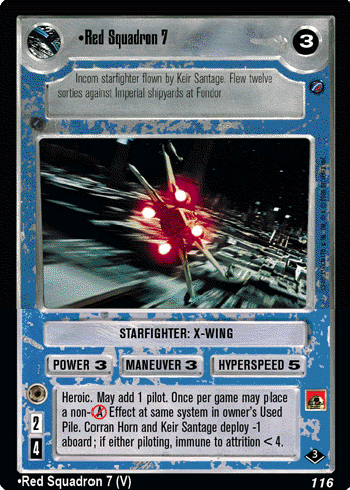 •Red Squadron 7
3
Incom starfighter flown by Keir Santage. Flew twelve
sorties against Imperial shipyards at Fondor.
STARFIGHTER: X-WING
POWER 3 MANEUVER 3 HYPERSPEED 5
Heroic. May add 1 pilot. Once per game may place
a non- Effect at same system in owner's Used
Pile. Corran Horn and Keir Santage deploy -1
aboard; if either piloting, immune to attrition < 4.
2
4
3
•Red Squadron 7 (V) 116